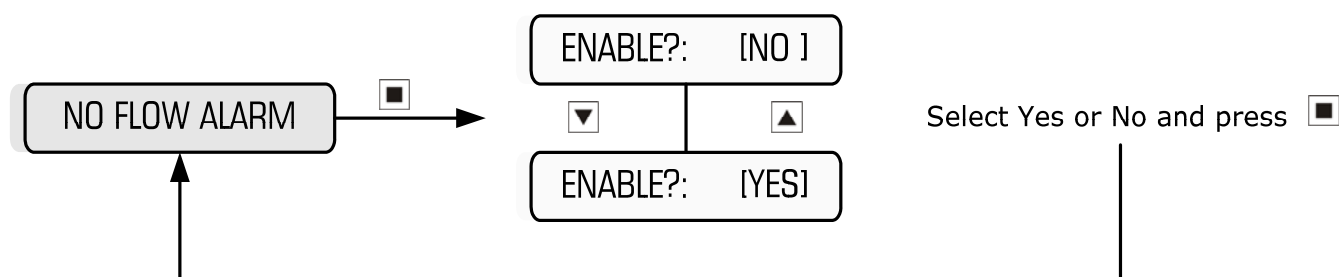 ENABLE?: [NO ]
NO FLOW ALARM
Select Yes or No and press
ENABLE?: [YES]